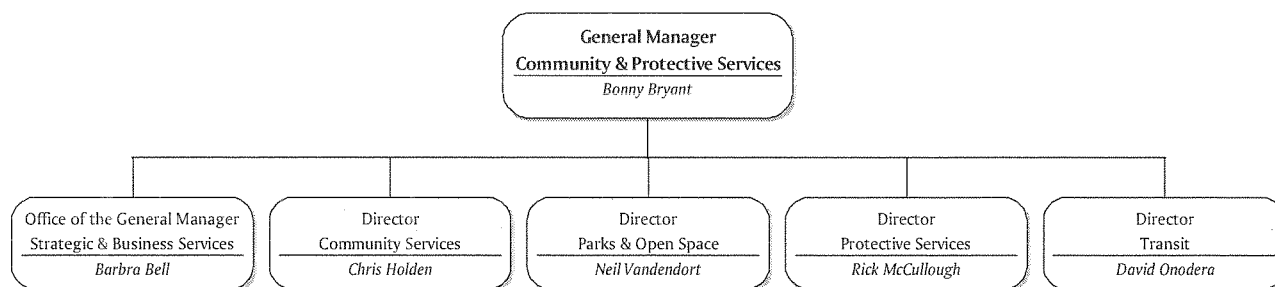 General Manager
Community & Protective Services
Bonny Bryant
Office of the General Manager
Strategic & Business Services
Barbra Bell
Director
Community Services
Chris Holden
Director
Parks & Open Space
Neil Vandendort
Director
Protective Services
Rick McCullough
Director
Transit
David Onodera